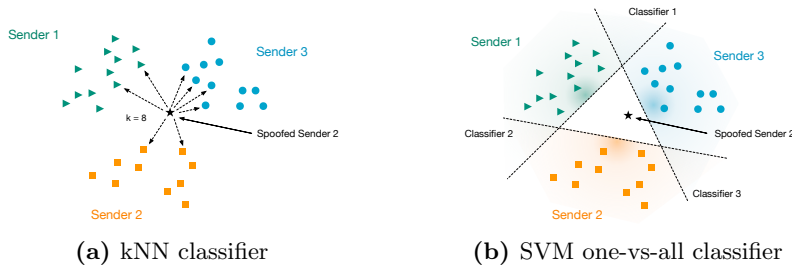 Sender 1
Sender 3
k = 8
Spoofed Sender 2
Sender 2
(a) kNN classifier
Classifier 1
Sender 1
Sender 3
Classifier 2
Spoofed Sender 2
Classifier 3
Sender 2
(b) SVM one-vs-all classifier